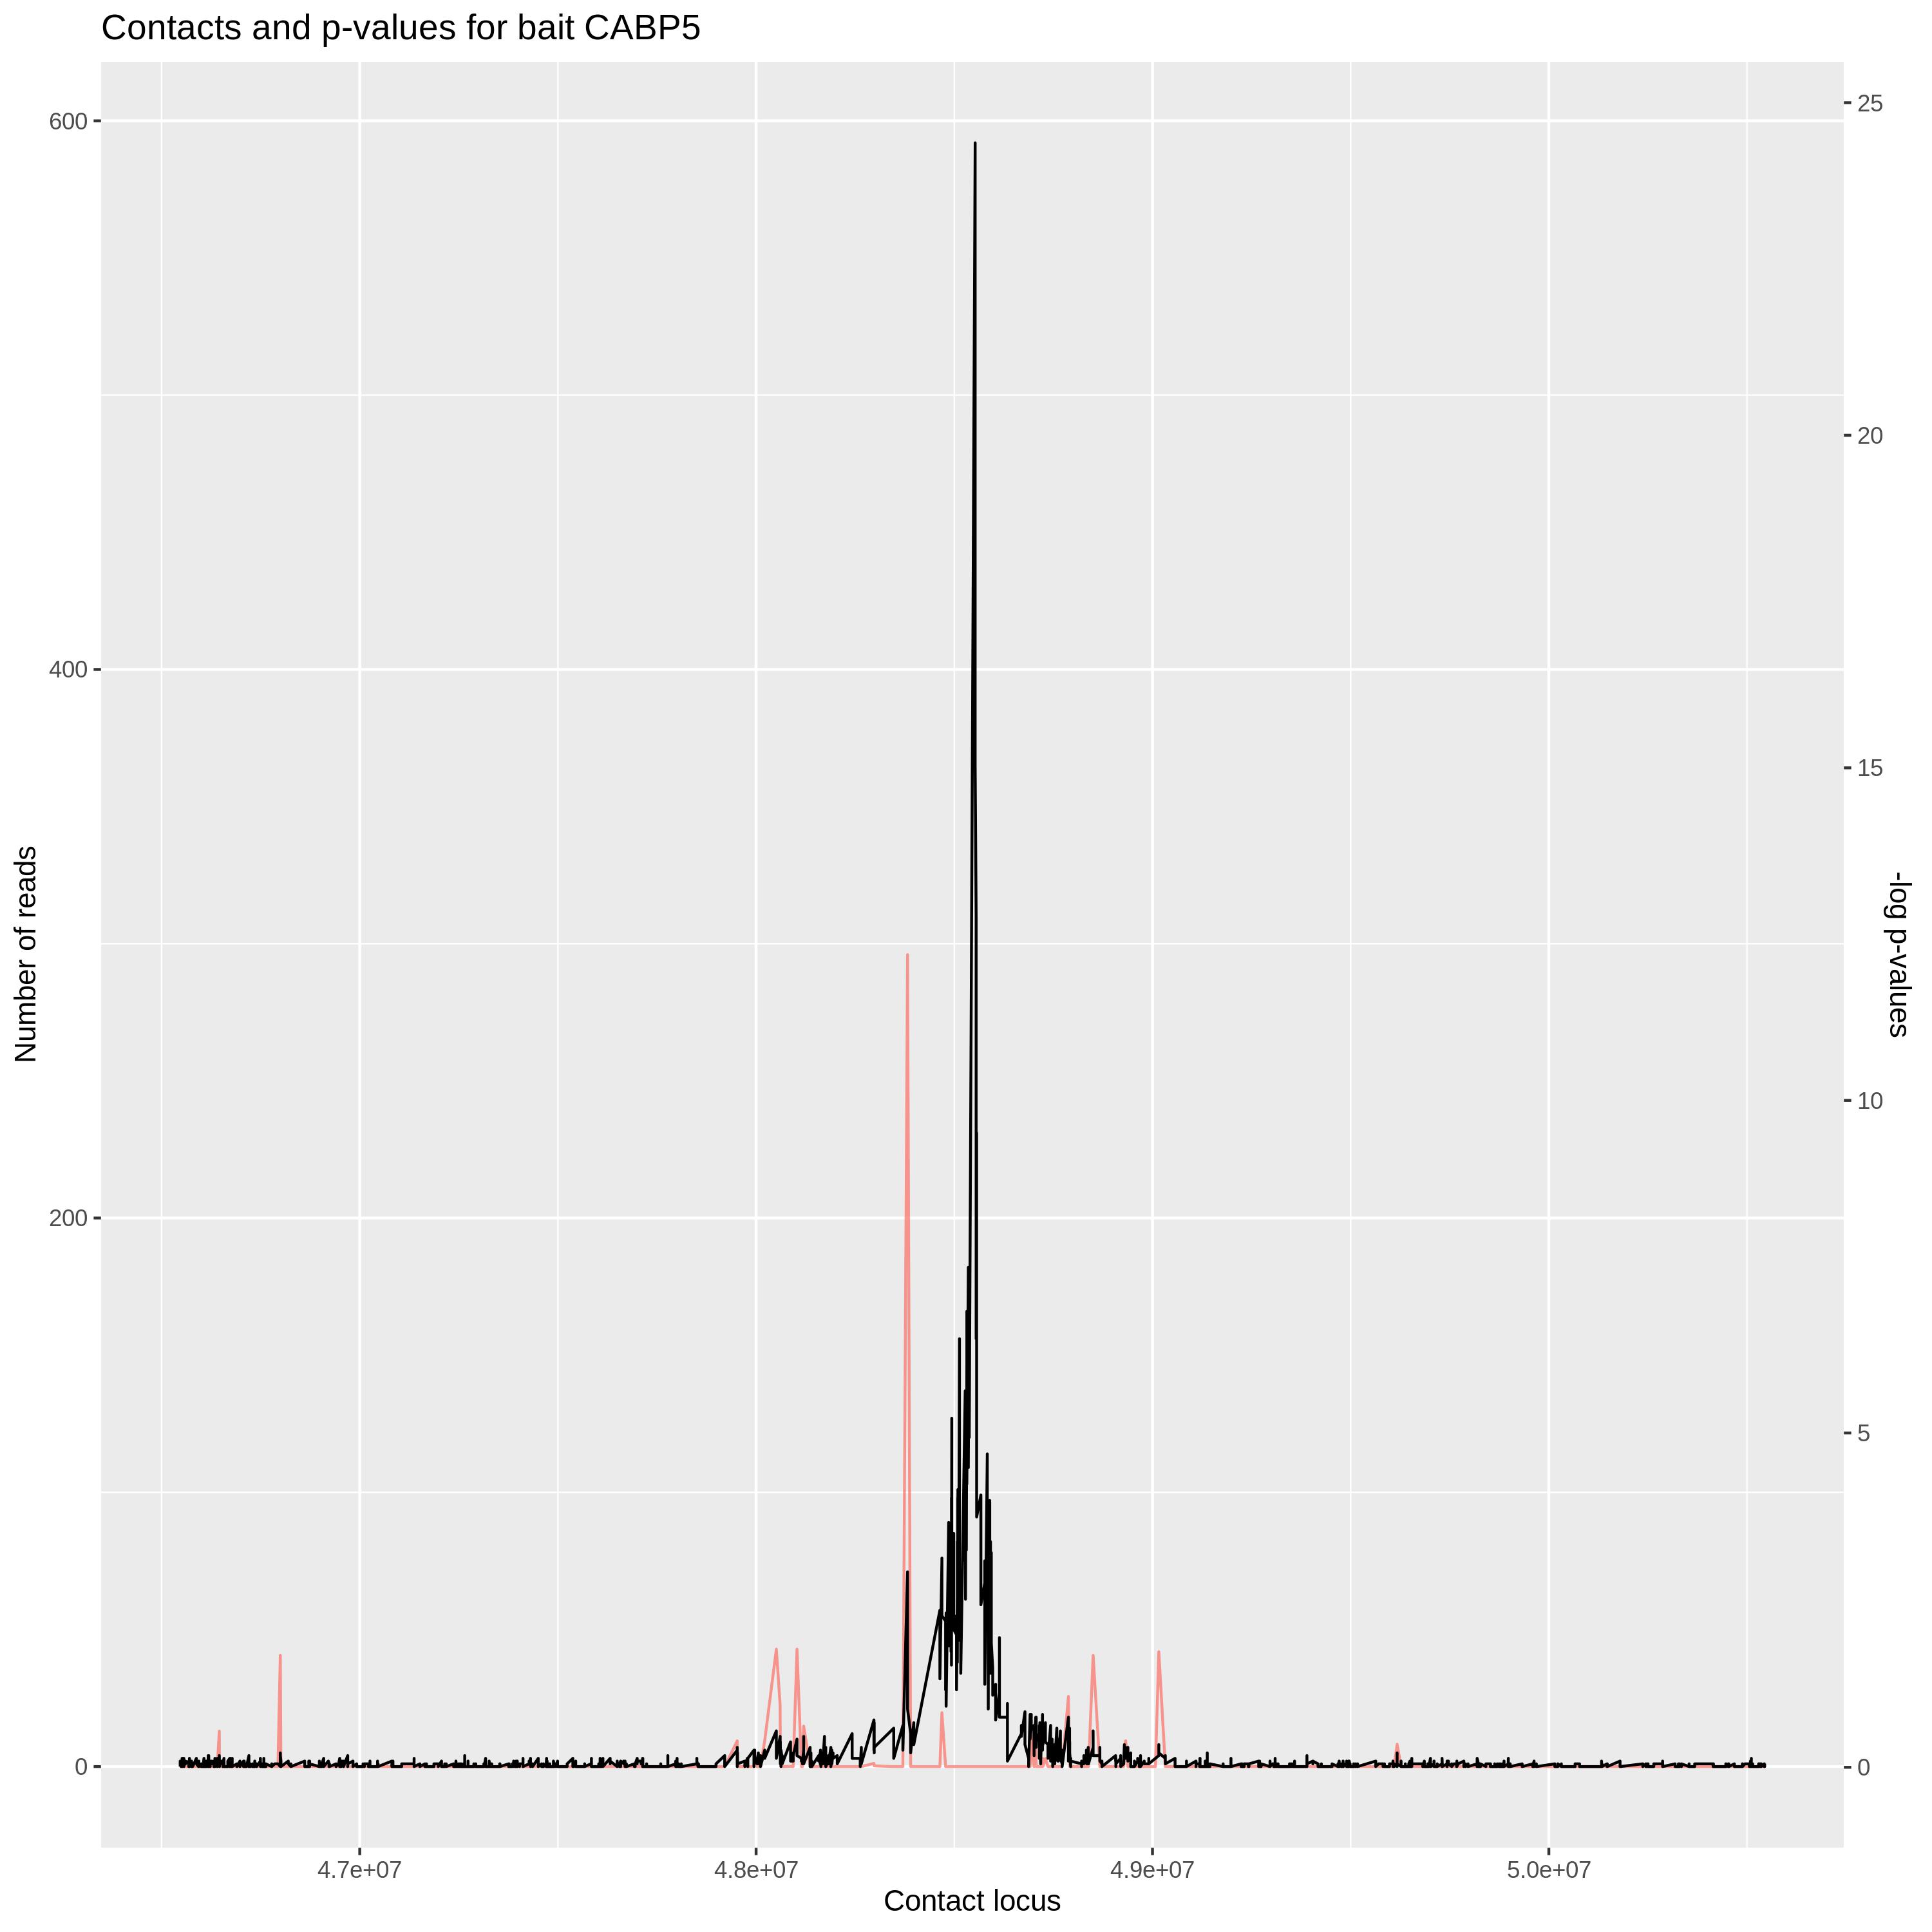 Contacts and p-values for bait CABP5
600
400
200
0
25
20
15
10
5
0
Number of reads
-log p-values
4.7e+07
4.8e+07
4.9e+07
5.0e+07
Contact locus